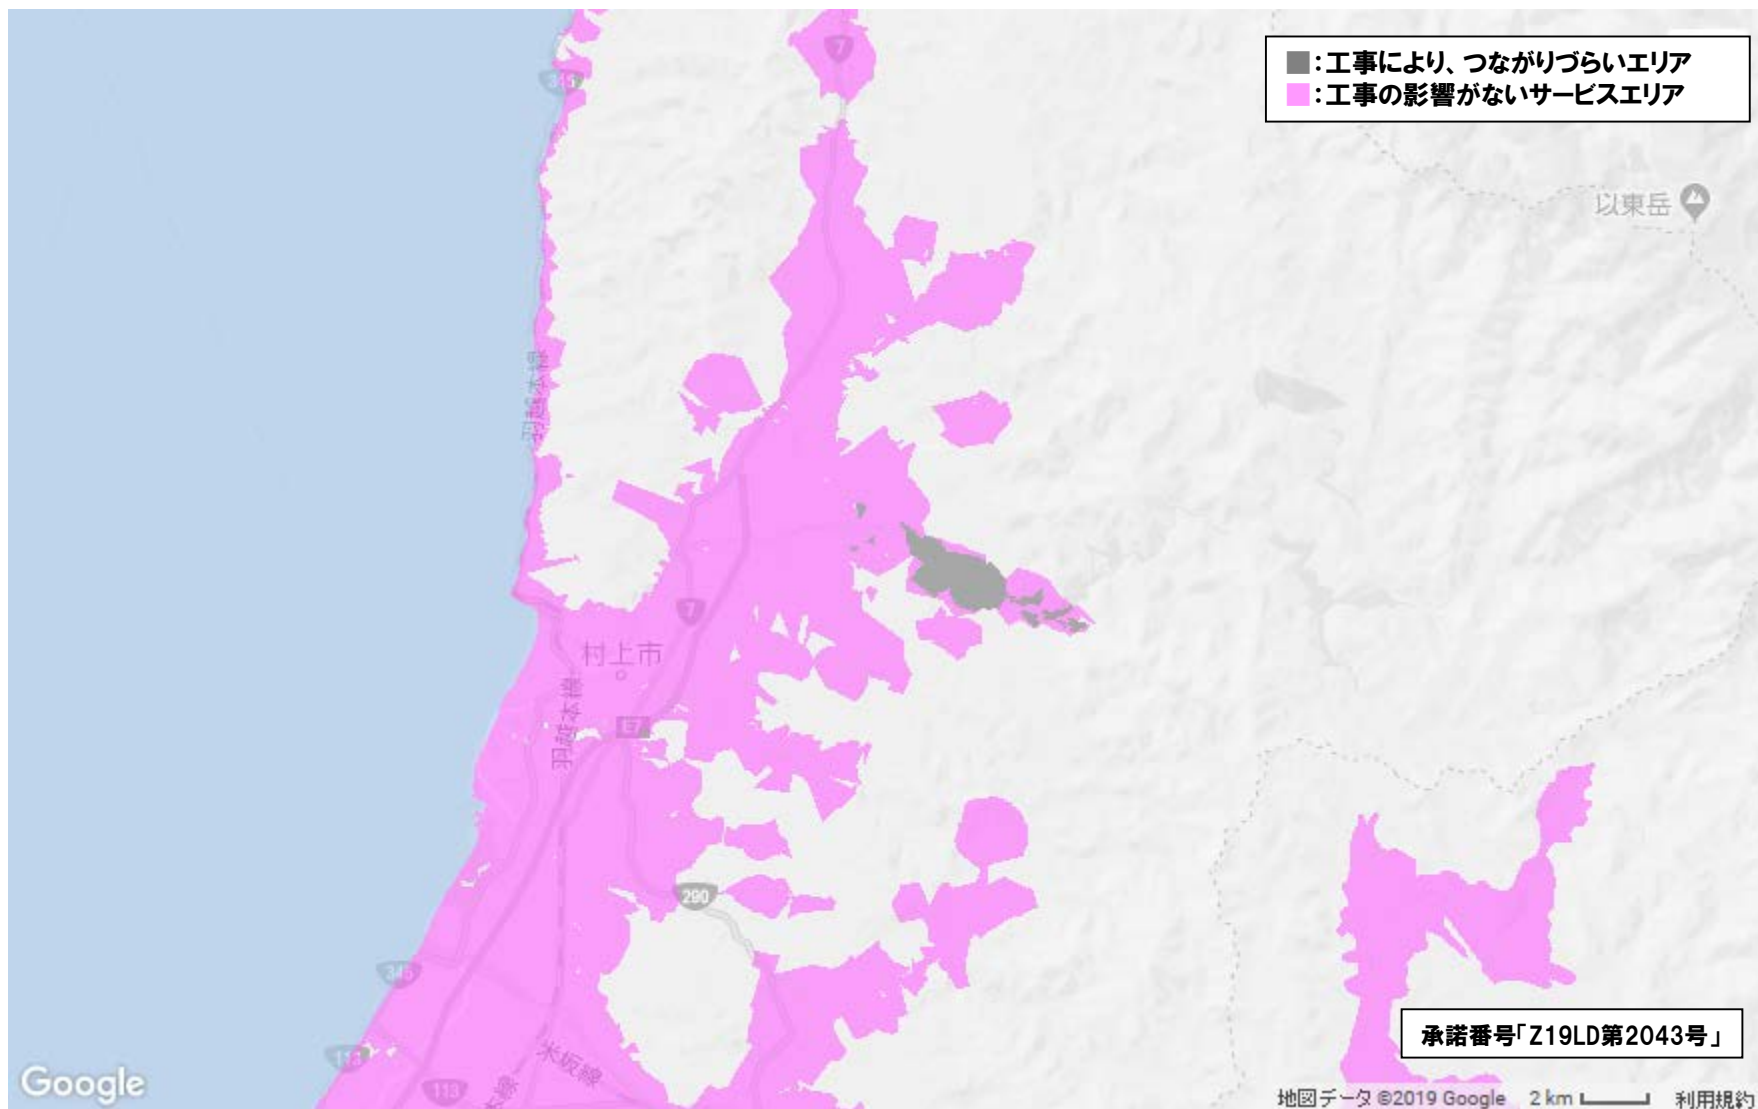 7
■:工事により、つながりづらいエリア
■:工事の影響がないサービスエリア
345
以東岳
羽越本線
7
村上市
羽越本線
E7
290
345
113
米坂線
113
本線
承諾番号「Z19LD第2043号」
Google
地図データ ©2019 Google 2 km 利用規約